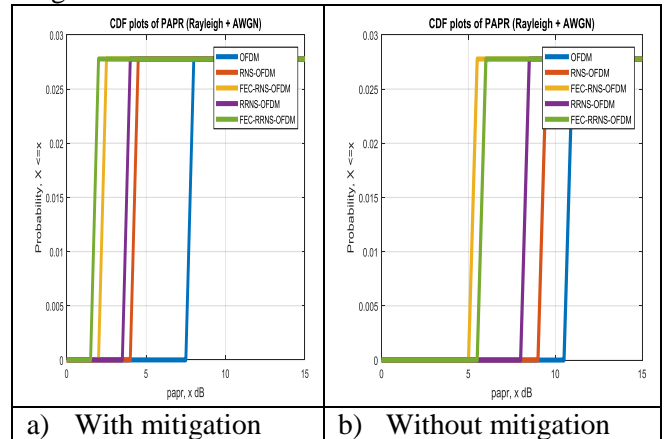 CDF plots of PAPR (Rayleigh + AWGN)
0.03
0.025
0.02
0.015
0.01
0.005
0
Probability, X <=x
0 5 10 15
papr, x dB
OFDM
RNS-OFDM
FEC-RNS-OFDM
RRNS-OFDM
FEC-RRNS-OFDM
a) With mitigation
CDF plots of PAPR (Rayleigh + AWGN)
0.03
0.025
0.02
0.015
0.01
0.005
0
Probability, X <=x
0 5 10 15
papr, x dB
OFDM
RNS-OFDM
FEC-RNS-OFDM
RRNS-OFDM
FEC-RRNS-OFDM
b) Without mitigation